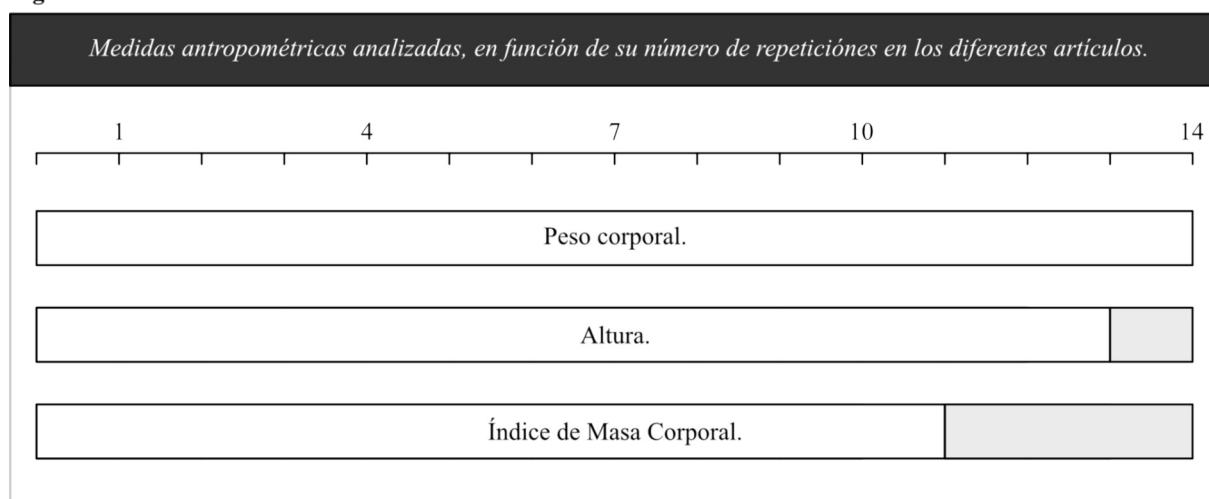 Medidas antropométricas analizadas, en función de su número de repeticiónes en los diferentes artículos.
1 4 7 10 14
Peso corporal.
Altura.
Índice de Masa Corporal.